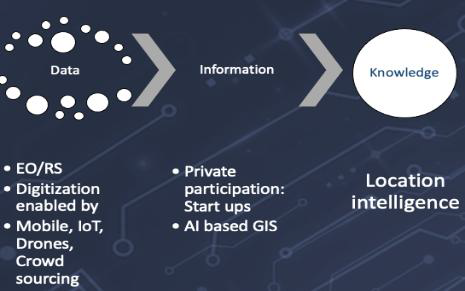 Data
Information
Knowledge
• EO/RS
• Digitization
enabled by
• Mobile, IoT,
Drones,
Crowd
sourcing
• Private
participation:
Start ups
• AI based GIS
Location
intelligence